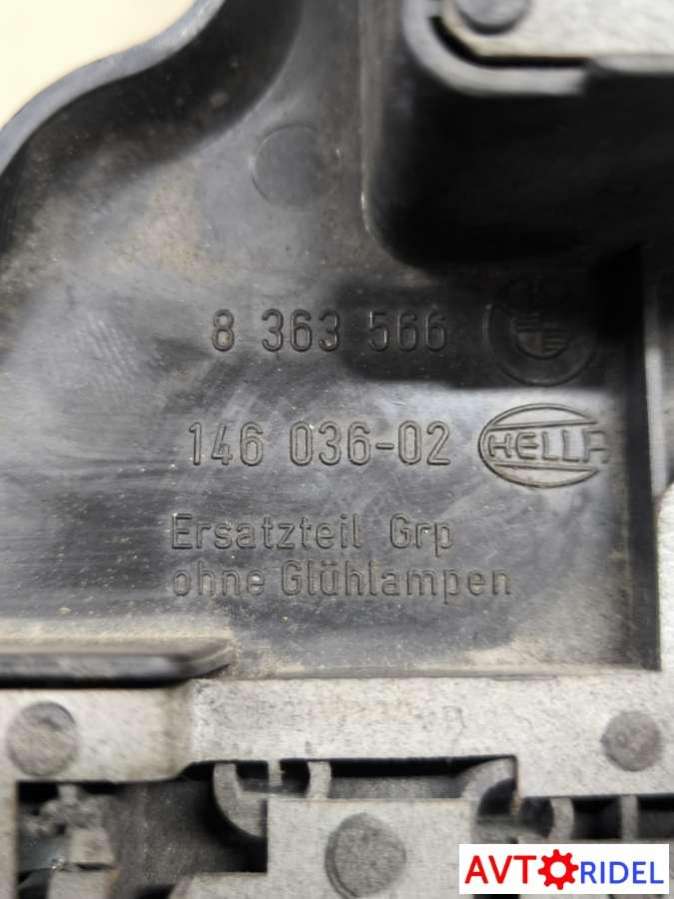 8 363 566
146 036-02 HELLA
Ersatzteil Grp
ohne Glühlampen
AVTORIDEL